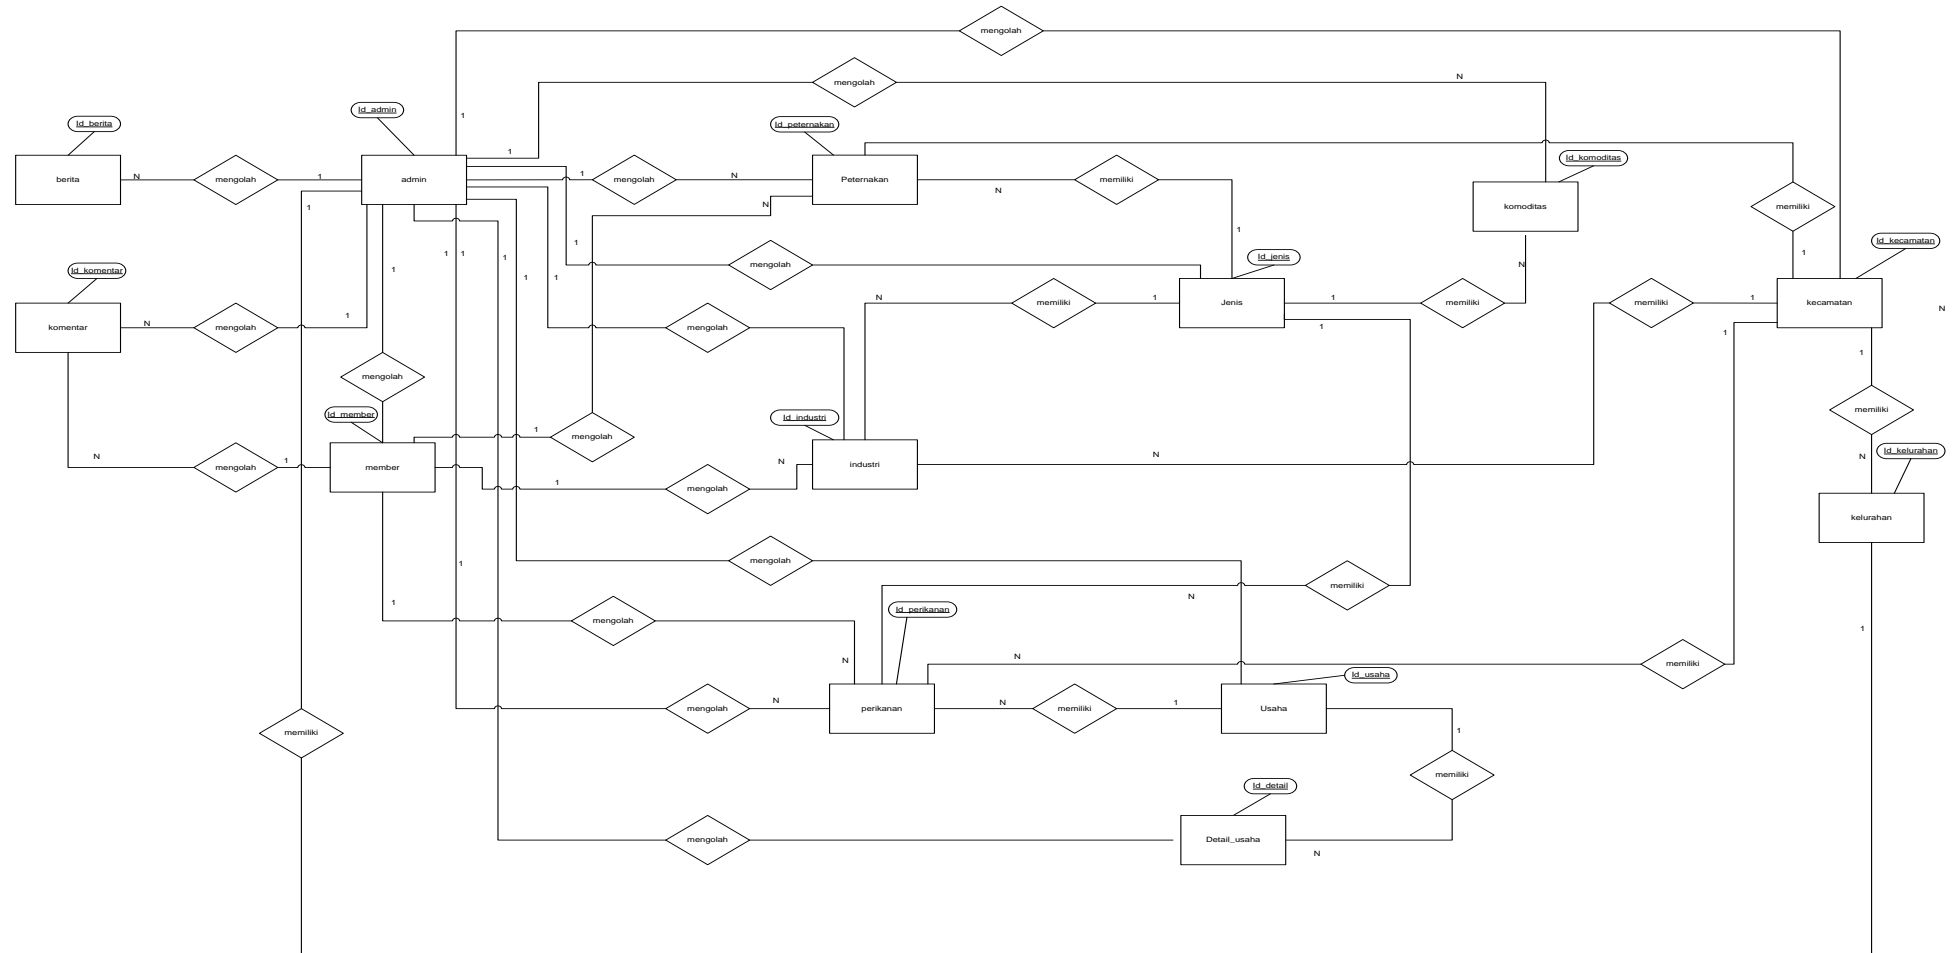 mengolah
mengolah
N
1
Id_admin
Id_berita
Id_peternakan
1
Id_komoditas
berita
N
mengolah
1
admin
1
mengolah
N
Peternakan
N
memiliki
komoditas
memiliki
1
N
1
1
1
1
1
1
1
1
Id_kecamatan
1
1
Id_komentar
mengolah
Id_jenis
N
1
1
komentar
N
mengolah
1
mengolah
N
memiliki
1
Jenis
1
memiliki
memiliki
1
kecamatan
N
1
1
1
mengolah
memiliki
Id_member
Id_industri
1
mengolah
N
N
Id_kelurahan
N
mengolah
1
member
N
industri
1
mengolah
kelurahan
mengolah
1
memiliki
N
1
Id_perikanan
mengolah
1
N
N
memiliki
Id_usaha
mengolah
N
perikanan
N
memiliki
1
Usaha
memiliki
1
memiliki
Id_detail
mengolah
Detail_usaha
N